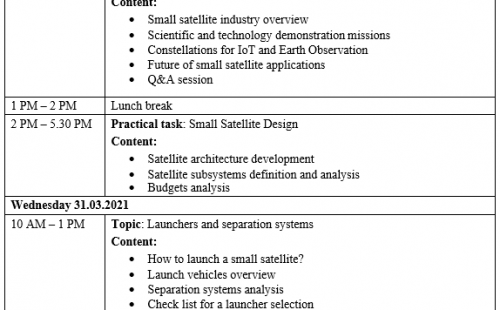 Content:
• Small satellite industry overview
• Scientific and technology demonstration missions
• Constellations for IoT and Earth Observation
• Future of small satellite applications
• Q&A session
1 PM – 2 PM Lunch break
2 PM – 5.30 PM Practical task: Small Satellite Design
Content:
• Satellite architecture development
• Satellite subsystems definition and analysis
• Budgets analysis
Wednesday 31.03.2021
10 AM – 1 PM Topic: Launchers and separation systems
Content:
• How to launch a small satellite?
• Launch vehicles overview
• Separation systems analysis
• Check list for a launcher selection